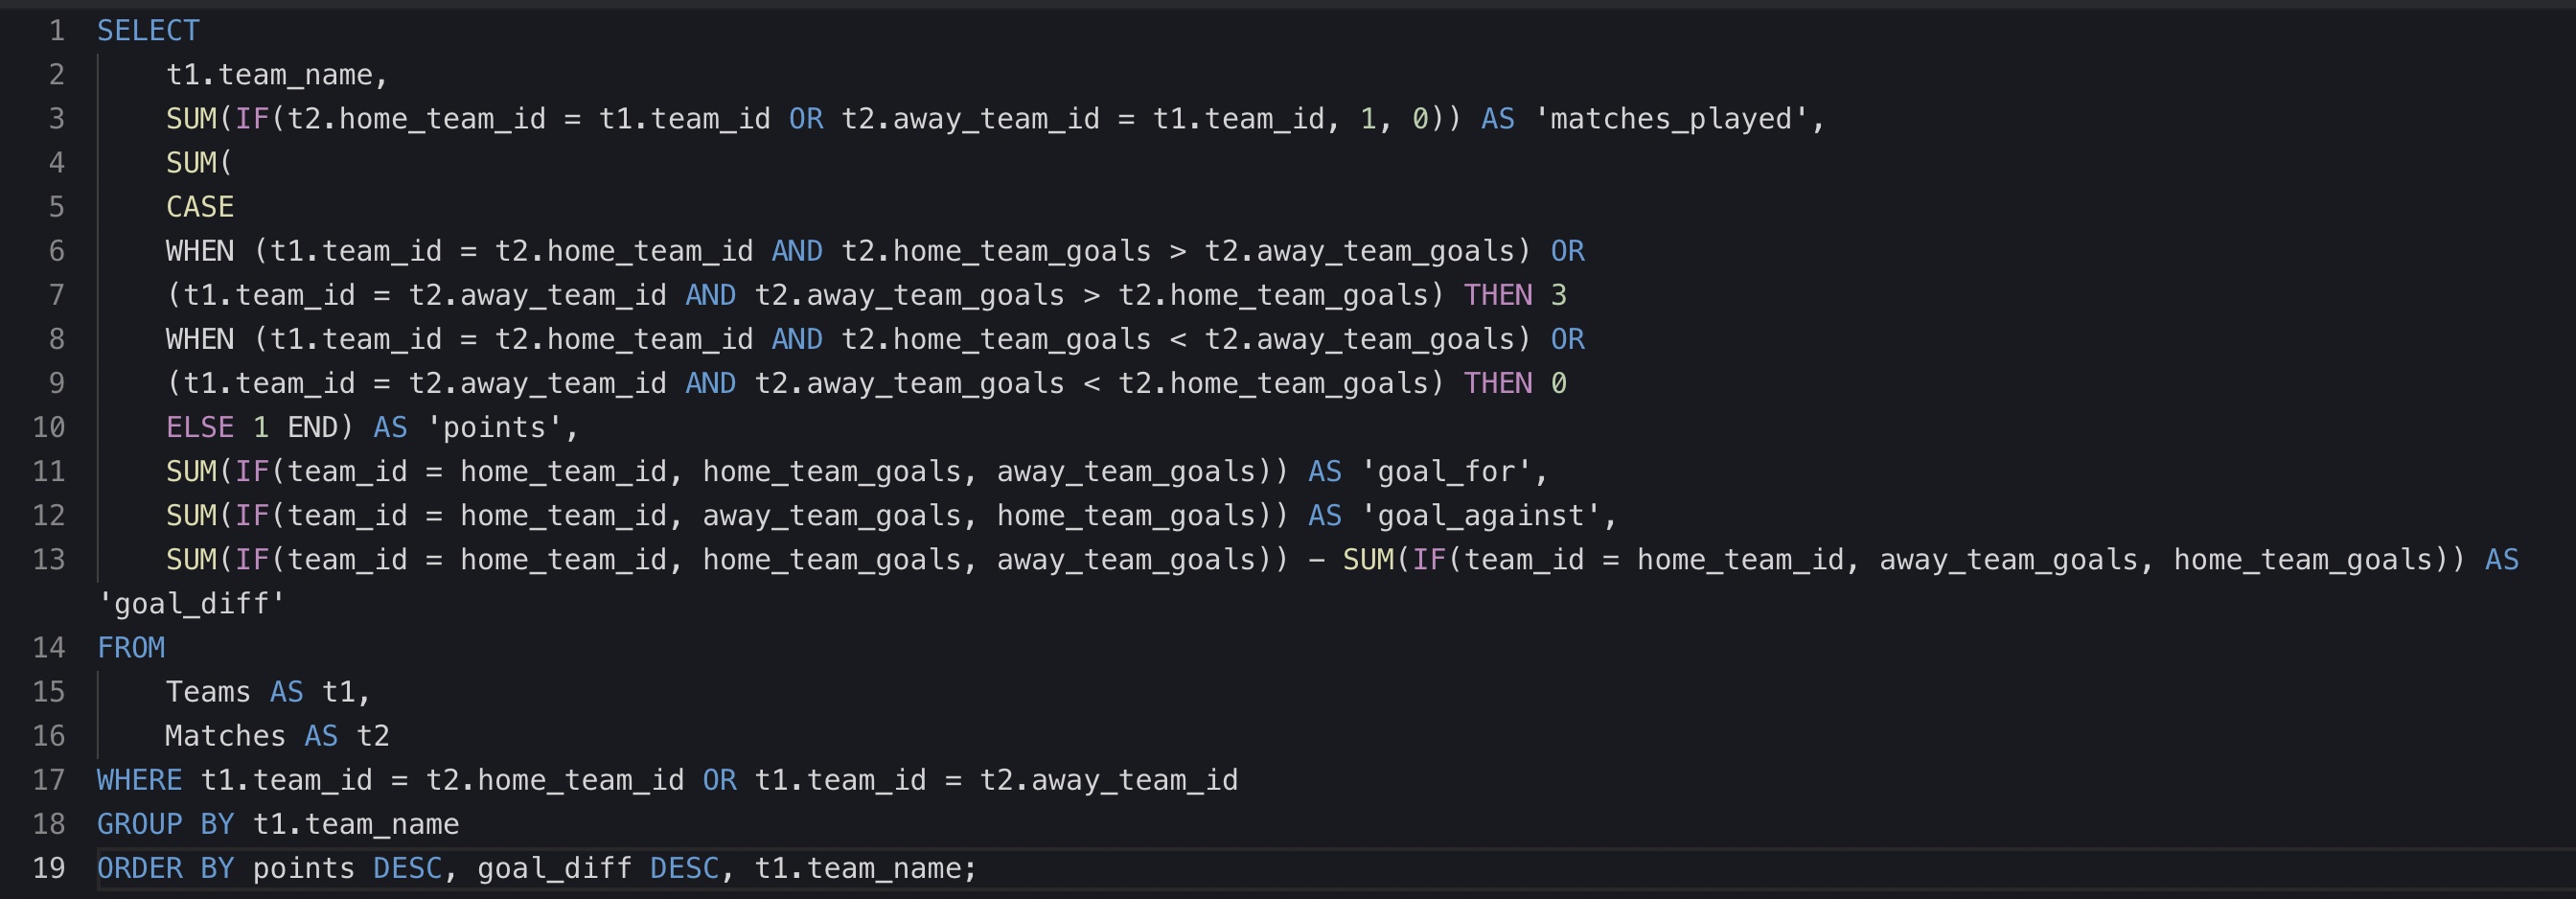 1 SELECT
2 t1.team_name,
3 SUM(IF(t2.home_team_id = t1.team_id OR t2.away_team_id = t1.team_id, 1, 0)) AS 'matches_played',
4 SUM(
5 CASE
6 WHEN (t1.team_id = t2.home_team_id AND t2.home_team_goals > t2.away_team_goals) OR
7 (t1.team_id = t2.away_team_id AND t2.away_team_goals > t2.home_team_goals) THEN 3
8 WHEN (t1.team_id = t2.home_team_id AND t2.home_team_goals < t2.away_team_goals) OR
9 (t1.team_id = t2.away_team_id AND t2.away_team_goals < t2.home_team_goals) THEN 0
10 ELSE 1 END) AS 'points',
11 SUM(IF(team_id = home_team_id, home_team_goals, away_team_goals)) AS 'goal_for',
12 SUM(IF(team_id = home_team_id, away_team_goals, home_team_goals)) AS 'goal_against',
13 SUM(IF(team_id = home_team_id, home_team_goals, away_team_goals)) - SUM(IF(team_id = home_team_id, away_team_goals, home_team_goals)) AS
'goal_diff'
14 FROM
15 Teams AS t1,
16 Matches AS t2
17 WHERE t1.team_id = t2.home_team_id OR t1.team_id = t2.away_team_id
18 GROUP BY t1.team_name
19 ORDER BY points DESC, goal_diff DESC, t1.team_name;